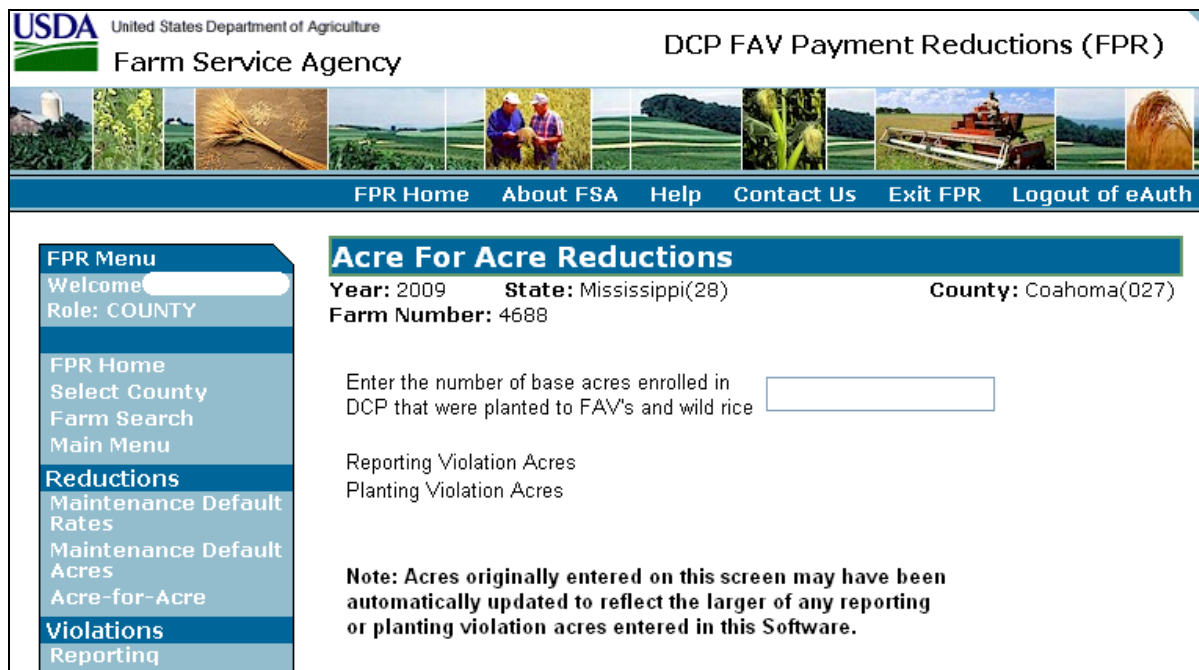 USDA United States Department of Agriculture
Farm Service Agency
DCP FAV Payment Reductions (FPR)
FPR Home About FSA Help Contact Us Exit FPR Logout of eAuth
FPR Menu
Welcome
Role: COUNTY
FPR Home
Select County
Farm Search
Main Menu
Reductions
Maintenance Default
Rates
Maintenance Default
Acres
Acre-for-Acre
Violations
Reporting
Acre For Acre Reductions
Year: 2009 State: Mississippi(28) County: Coahoma(027)
Farm Number: 4688
Enter the number of base acres enrolled in
DCP that were planted to FAV's and wild rice
Reporting Violation Acres
Planting Violation Acres
Note: Acres originally entered on this screen may have been
automatically updated to reflect the larger of any reporting
or planting violation acres entered in this Software.